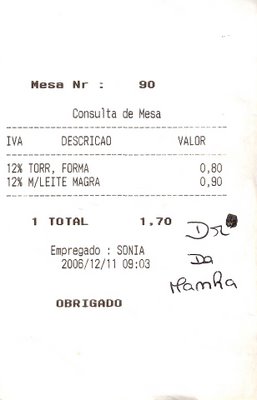 Mesa Nr : 90
Consulta de Mesa
IVA DESCRICAO VALOR
12% TORR, FORMA 0,80
12% M/LEITE MAGRA 0,90
1 TOTAL 1,70
Empregado : SONIA
2006/12/11 09:03
OBRIGADO
Da
Manha